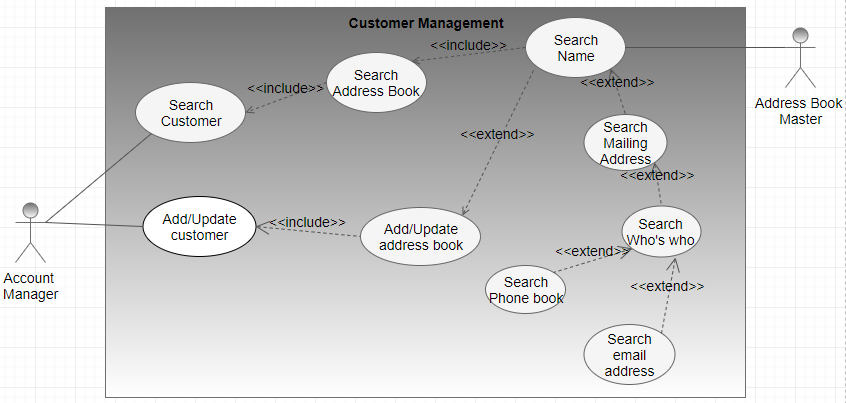 Customer Management
<<include>>
Search
Name
Search
Address Book
<<include>>
Search
Customer
<<extend>>
Address Book
Master
<<extend>>
Search
Mailing
Address
<<extend>>
Add/Update
customer
<<include>>
Add/Update
address book
Search
Who's who
Account
Manager
<<extend>>
Search
Phone book
<<extend>>
Search
email
address